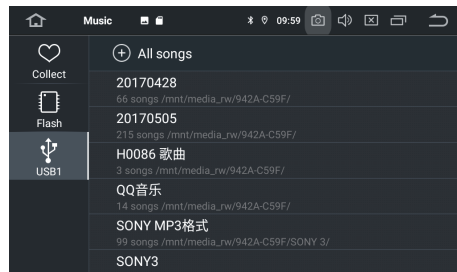 Music
09:59
Collect
Flash
USB1
All songs
20170428
66 songs /mnt/media_rw/942A-C59F/
20170505
215 songs /mnt/media_rw/942A-C59F/
H0086 歌曲
3 songs /mnt/media_rw/942A-C59F/
QQ音乐
14 songs /mnt/media_rw/942A-C59F/
SONY MP3格式
99 songs /mnt/media_rw/942A-C59F/SONY 3/
SONY3